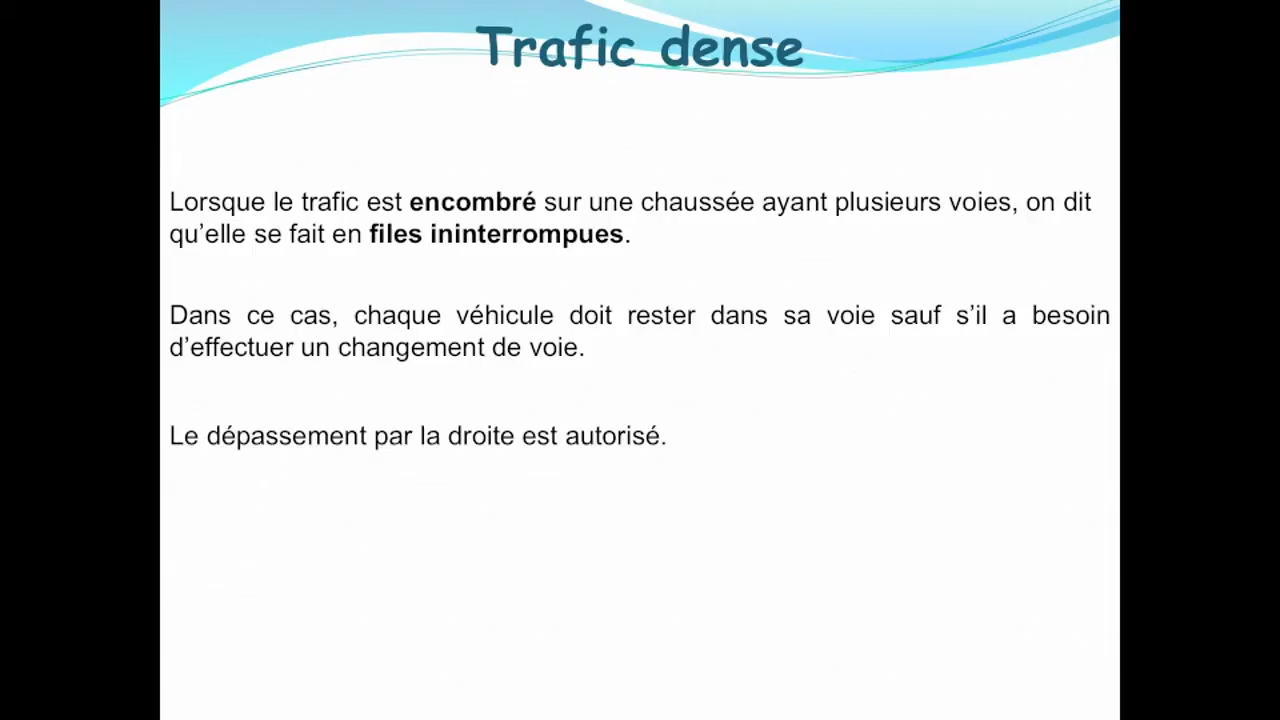 Trafic dense
Lorsque le trafic est encombré sur une chaussée ayant plusieurs voies, on dit
qu’elle se fait en files ininterrompues.
Dans ce cas, chaque véhicule doit rester dans sa voie sauf s’il a besoin
d’effectuer un changement de voie.
Le dépassement par la droite est autorisé.